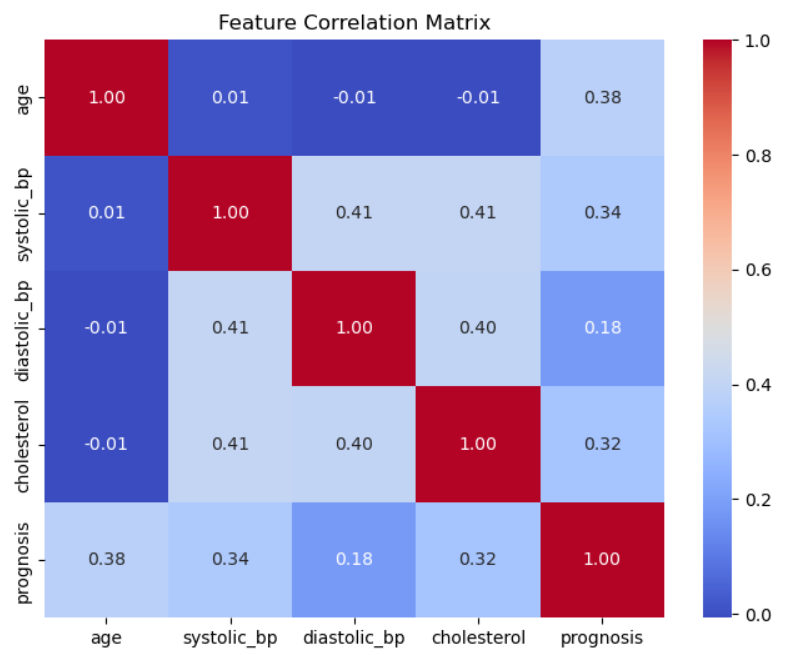 Feature Correlation Matrix
age 1.00 0.01 -0.01 -0.01 0.38
systolic_bp 0.01 1.00 0.41 0.41 0.34
diastolic_bp -0.01 0.41 1.00 0.40 0.18
cholesterol -0.01 0.41 0.40 1.00 0.32
prognosis 0.38 0.34 0.18 0.32 1.00
age systolic_bp diastolic_bp cholesterol prognosis
1.0
0.8
0.6
0.4
0.2
0.0